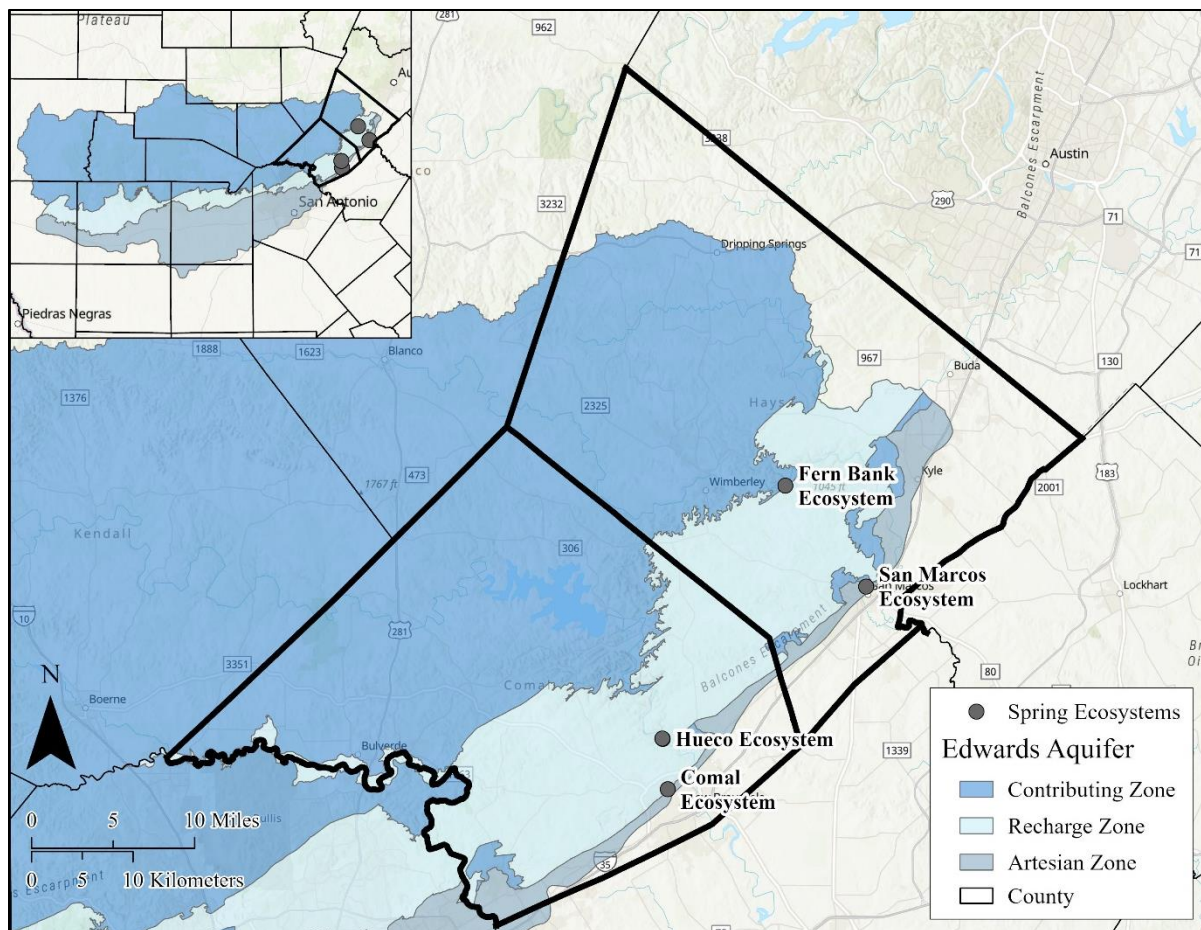 Plateau
Au
San Antonio
Piedras Negras
281
962
3238
Austin
Balcones Escarpment
290
71
71
3232
Dripping Springs
1888
1623
Blanco
967
Buda
130
1376
2325
Hays
Fern Bank
Ecosystem
1045 ft
Kyle
183
473
Wimberley
1767 ft
2001
Kendall
306
San Marcos
Ecosystem
San Marcos
Lockhart
10
281
Balcones Escarpment
3351
Comal
80
N
Boerne
Bulverde
Hueco Ecosystem
1339
Comal
Ecosystem
0 5 10 Miles
0 5 10 Kilometers
35
Escarpment
Spring Ecosystems
Edwards Aquifer
Contributing Zone
Recharge Zone
Artesian Zone
County